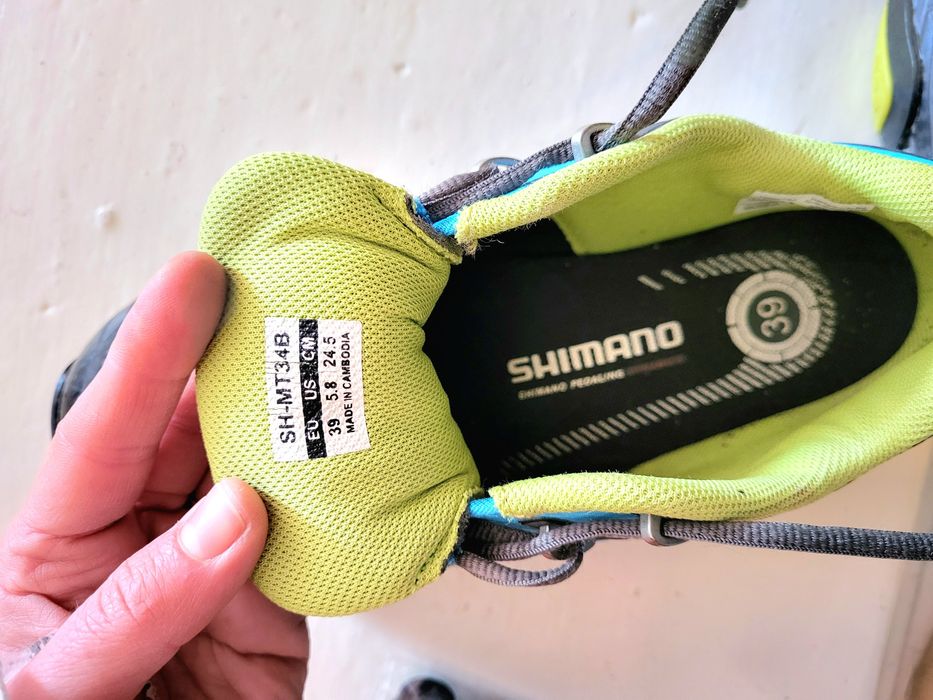 SH-MT34B
EU US CM
39 5.8 24.5
MADE IN CAMBODIA
SHIMANO
SHIMANO PEDALING
39